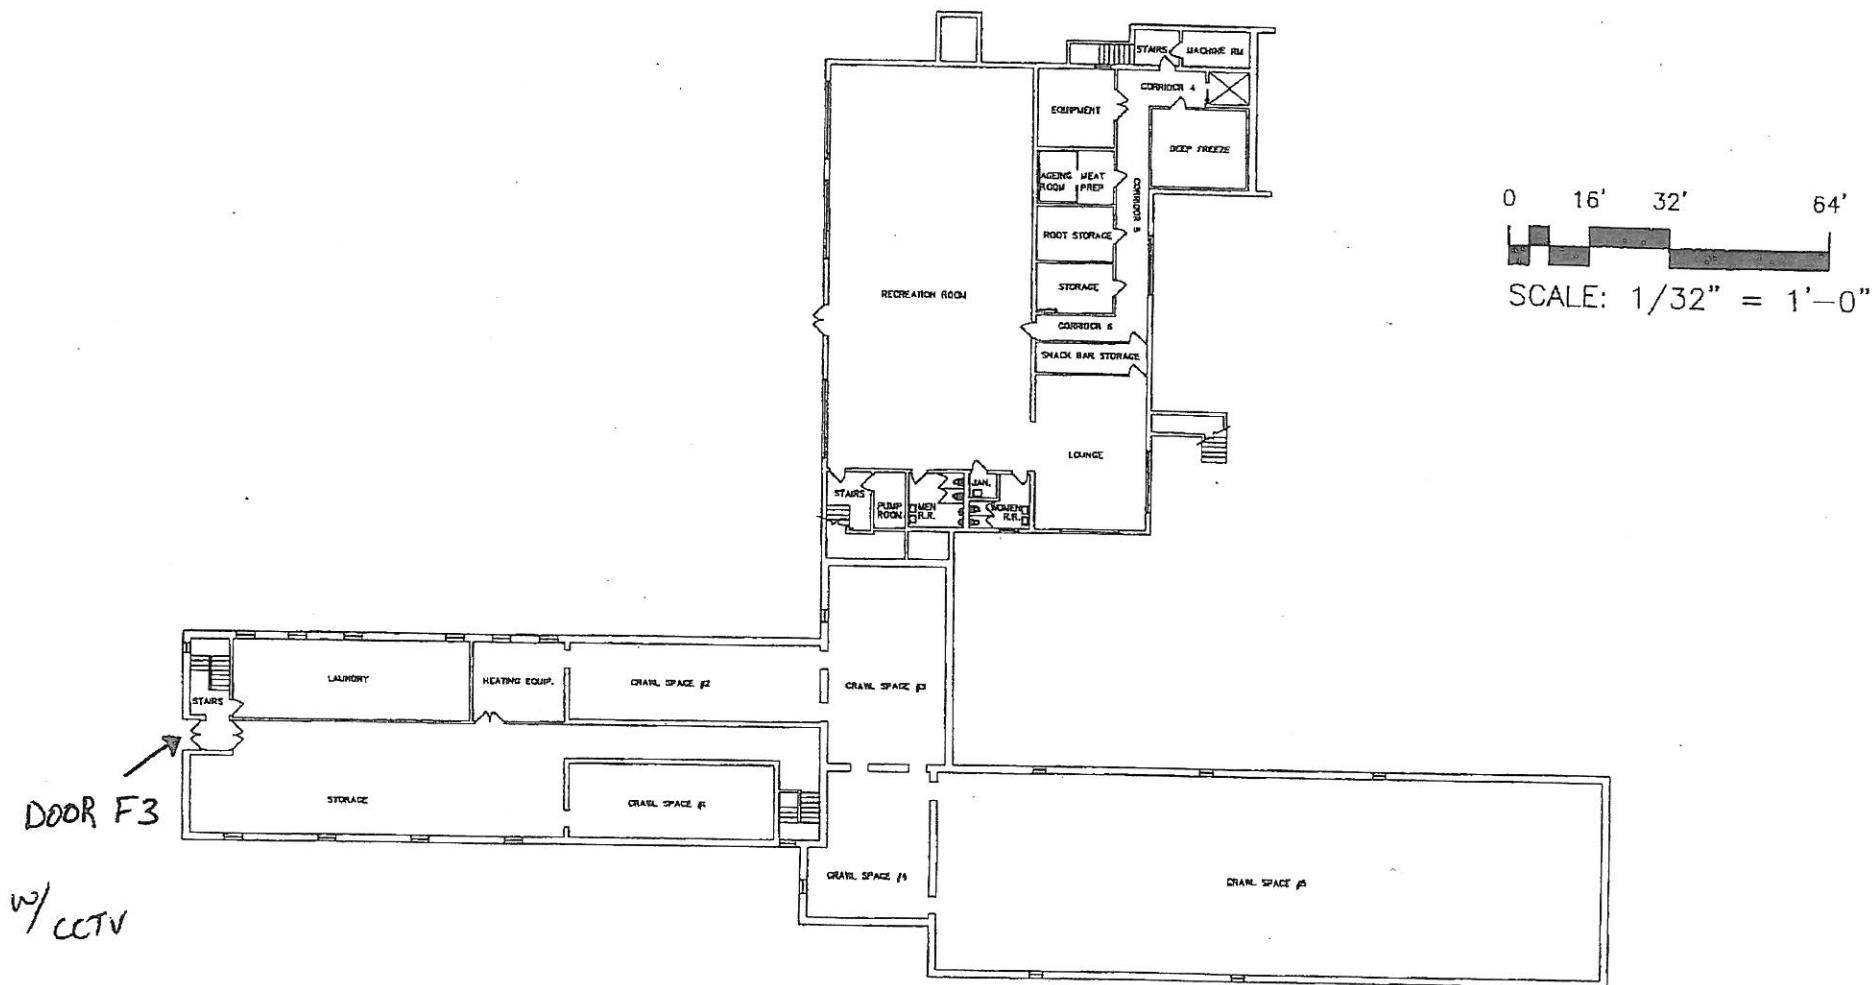 STAIRS
MACHINE RM
CORRIDOR 4
EQUIPMENT
DEEP FREEZE
AGEING
ROOM
MEAT
PREP
CORRIDOR 5
ROOT STORAGE
STORAGE
RECREATION ROOM
CORRIDOR 6
SNACK BAR STORAGE
LOUNGE
STAIRS
PUMP
ROOM
MEN
R.R.
JAN.
WOMEN
R.R.
0 16' 32' 64'
SCALE: 1/32" = 1'-0"
LAUNDRY
HEATING EQUIP.
CRAWL SPACE #2
CRAWL SPACE #3
STAIRS
STORAGE
CRAWL SPACE #1
CRAWL SPACE #4
CRAWL SPACE #5
DOOR F3
w/ CCTV